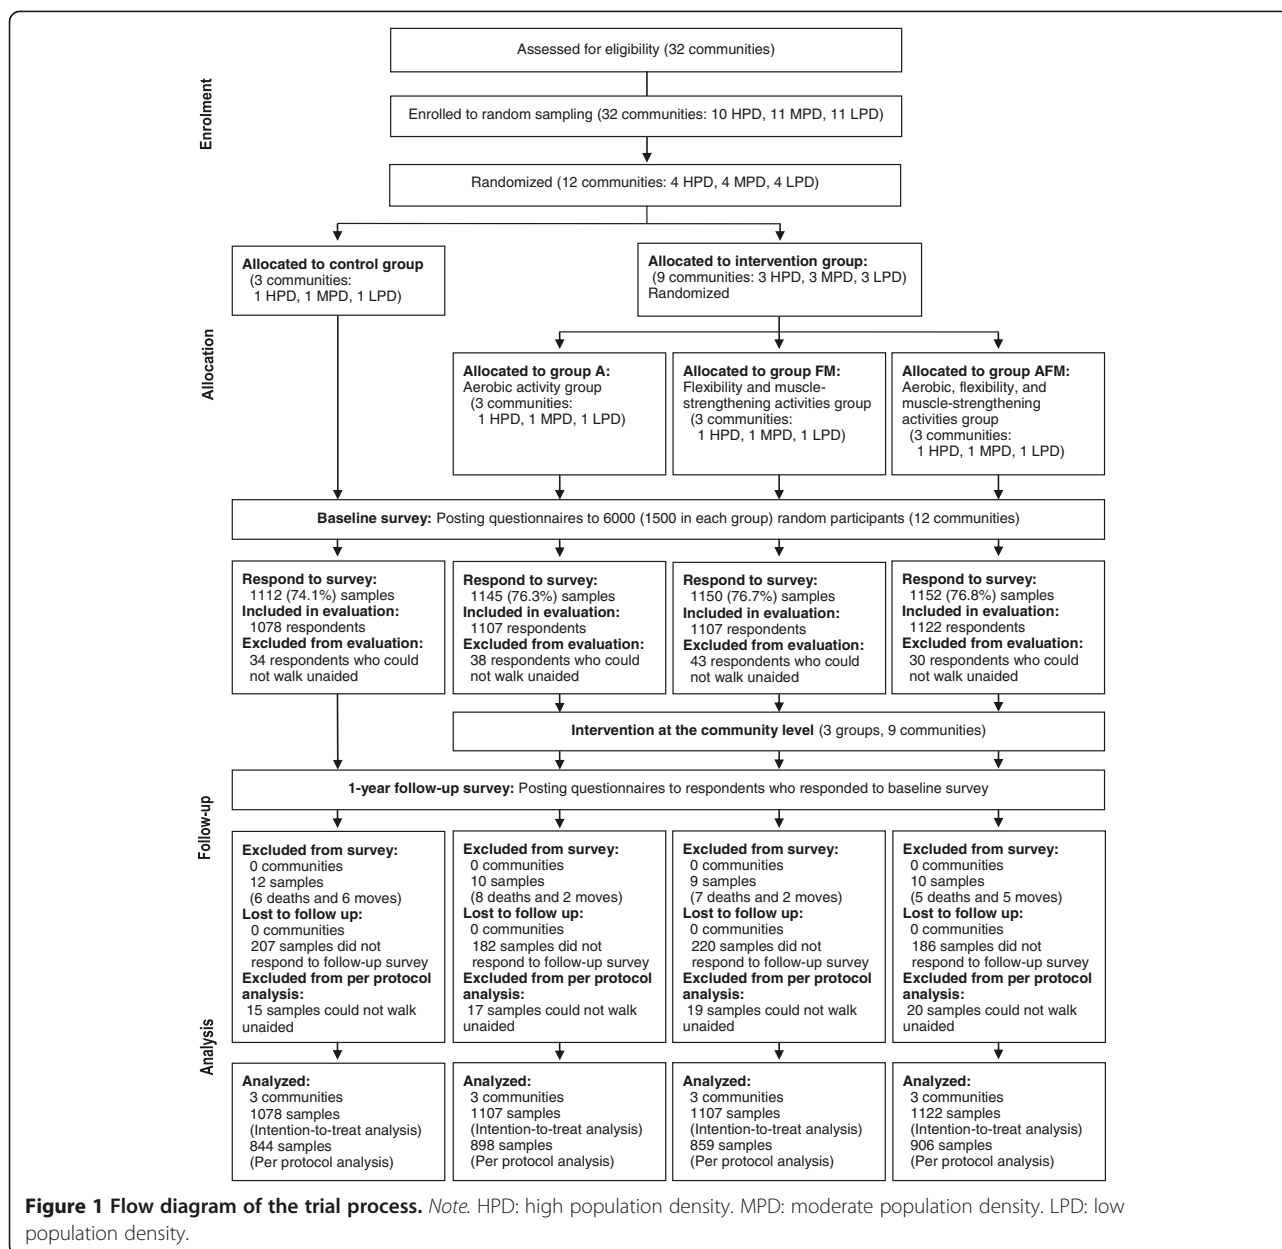 Enrolment
Assessed for eligibility (32 communities)
Enrolled to random sampling (32 communities: 10 HPD, 11 MPD, 11 LPD)
Randomized (12 communities: 4 HPD, 4 MPD, 4 LPD)
Allocation
Allocated to control group
(3 communities:
1 HPD, 1 MPD, 1 LPD)
Allocated to intervention group:
(9 communities: 3 HPD, 3 MPD, 3 LPD)
Randomized
Allocated to group A:
Aerobic activity group
(3 communities:
1 HPD, 1 MPD, 1 LPD)
Allocated to group FM:
Flexibility and muscle-
strengthening activities group
(3 communities:
1 HPD, 1 MPD, 1 LPD)
Allocated to group AFM:
Aerobic, flexibility, and
muscle-strengthening
activities group
(3 communities:
1 HPD, 1 MPD, 1 LPD)
Baseline survey: Posting questionnaires to 6000 (1500 in each group) random participants (12 communities)
Respond to survey:
1112 (74.1%) samples
Included in evaluation:
1078 respondents
Excluded from evaluation:
34 respondents who could
not walk unaided
Respond to survey:
1145 (76.3%) samples
Included in evaluation:
1107 respondents
Excluded from evaluation:
38 respondents who could
not walk unaided
Respond to survey:
1150 (76.7%) samples
Included in evaluation:
1107 respondents
Excluded from evaluation:
43 respondents who could
not walk unaided
Respond to survey:
1152 (76.8%) samples
Included in evaluation:
1122 respondents
Excluded from evaluation:
30 respondents who could
not walk unaided
Intervention at the community level (3 groups, 9 communities)
Follow-up
1-year follow-up survey: Posting questionnaires to respondents who responded to baseline survey
Excluded from survey:
0 communities
12 samples
(6 deaths and 6 moves)
Lost to follow up:
0 communities
207 samples did not
respond to follow-up survey
Excluded from per protocol
analysis:
15 samples could not walk
unaided
Excluded from survey:
0 communities
10 samples
(8 deaths and 2 moves)
Lost to follow up:
0 communities
182 samples did not
respond to follow-up survey
Excluded from per protocol
analysis:
17 samples could not walk
unaided
Excluded from survey:
0 communities
9 samples
(7 deaths and 2 moves)
Lost to follow up:
0 communities
220 samples did not
respond to follow-up survey
Excluded from per protocol
analysis:
19 samples could not walk
unaided
Excluded from survey:
0 communities
10 samples
(5 deaths and 5 moves)
Lost to follow up:
0 communities
186 samples did not
respond to follow-up survey
Excluded from per protocol
analysis:
20 samples could not walk
unaided
Analysis
Analyzed:
3 communities
1078 samples
(Intention-to-treat analysis)
844 samples
(Per protocol analysis)
Analyzed:
3 communities
1107 samples
(Intention-to-treat analysis)
898 samples
(Per protocol analysis)
Analyzed:
3 communities
1107 samples
(Intention-to-treat analysis)
859 samples
(Per protocol analysis)
Analyzed:
3 communities
1122 samples
(Intention-to-treat analysis)
906 samples
(Per protocol analysis)
Figure 1 Flow diagram of the trial process. Note. HPD: high population density. MPD: moderate population density. LPD: low
population density.